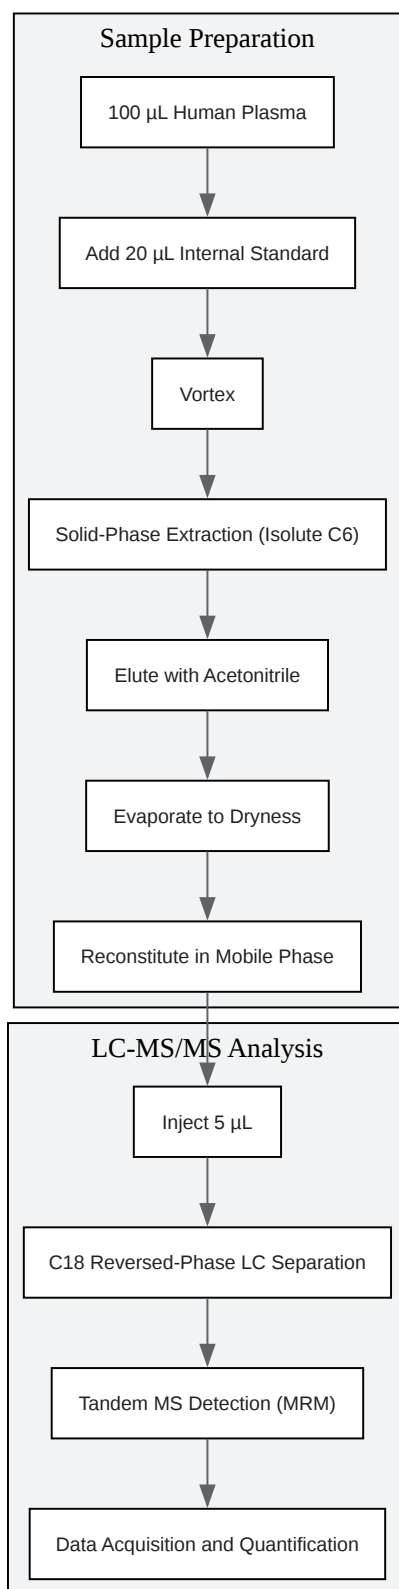 Sample Preparation
100 µL Human Plasma
Add 20 µL Internal Standard
Vortex
Solid-Phase Extraction (Isolute C6)
Elute with Acetonitrile
Evaporate to Dryness
Reconstitute in Mobile Phase
LC-MS/MS Analysis
Inject 5 µL
C18 Reversed-Phase LC Separation
Tandem MS Detection (MRM)
Data Acquisition and Quantification